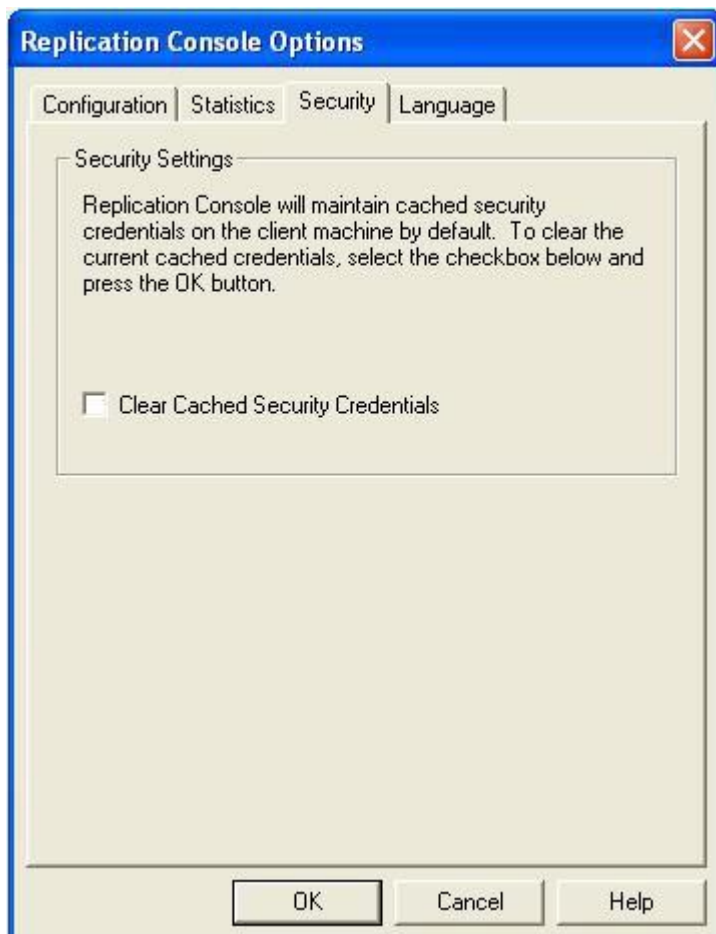 Replication Console Options
Configuration Statistics Security Language
Security Settings
Replication Console will maintain cached security
credentials on the client machine by default. To clear the
current cached credentials, select the checkbox below and
press the OK button.
Clear Cached Security Credentials
OK Cancel Help